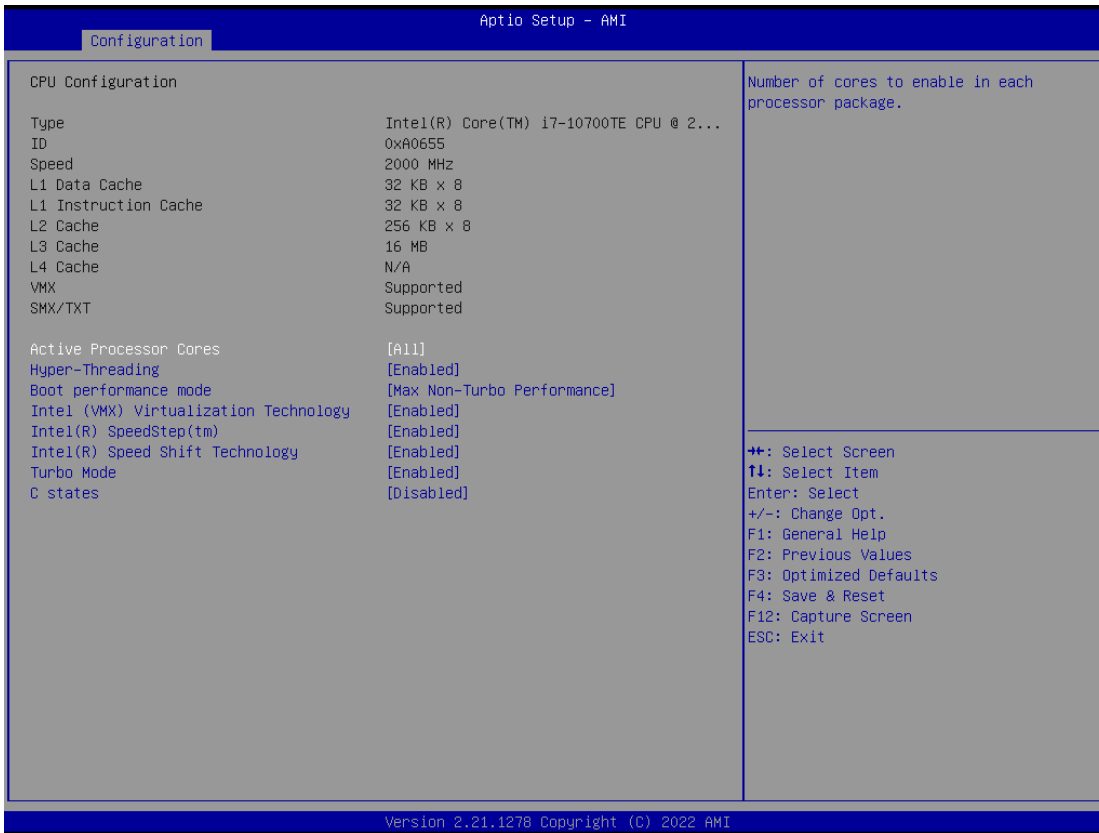 Aptio Setup – AMI
Configuration
CPU Configuration
Type Intel(R) Core(TM) i7-10700TE CPU @ 2...
ID 0xA0655
Speed 2000 MHz
L1 Data Cache 32 KB x 8
L1 Instruction Cache 32 KB x 8
L2 Cache 256 KB x 8
L3 Cache 16 MB
L4 Cache N/A
VMX Supported
SMX/TXT Supported
Active Processor Cores [All]
Hyper-Threading [Enabled]
Boot performance mode [Max Non-Turbo Performance]
Intel (VMX) Virtualization Technology [Enabled]
Intel(R) SpeedStep(tm) [Enabled]
Intel(R) Speed Shift Technology [Enabled]
Turbo Mode [Enabled]
C states [Disabled]
Number of cores to enable in each
processor package.
→←: Select Screen
↑↓: Select Item
Enter: Select
+/-: Change Opt.
F1: General Help
F2: Previous Values
F3: Optimized Defaults
F4: Save & Reset
F12: Capture Screen
ESC: Exit
Version 2.21.1278 Copyright (C) 2022 AMI